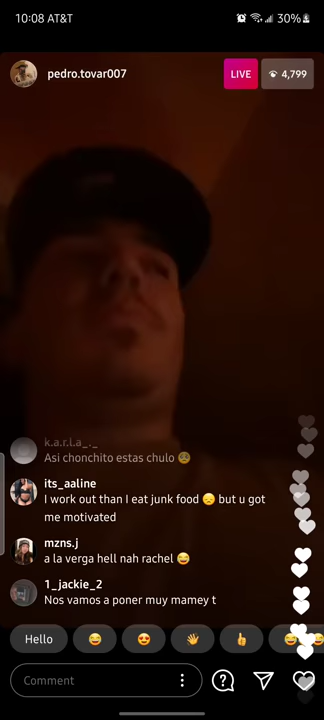 10:08 AT&T 30%
pedro.tovar007 LIVE 4,799
k.a.r.l.a_._
Asi chonchito estas chulo 😥
its_aaline
I work out than I eat junk food 😞 but u got
me motivated
mzns.j
a la verga hell nah rachel 😅
1_jackie_2
Nos vamos a poner muy mamey t
Hello 😂 😍 👋 👍 😂
Comment